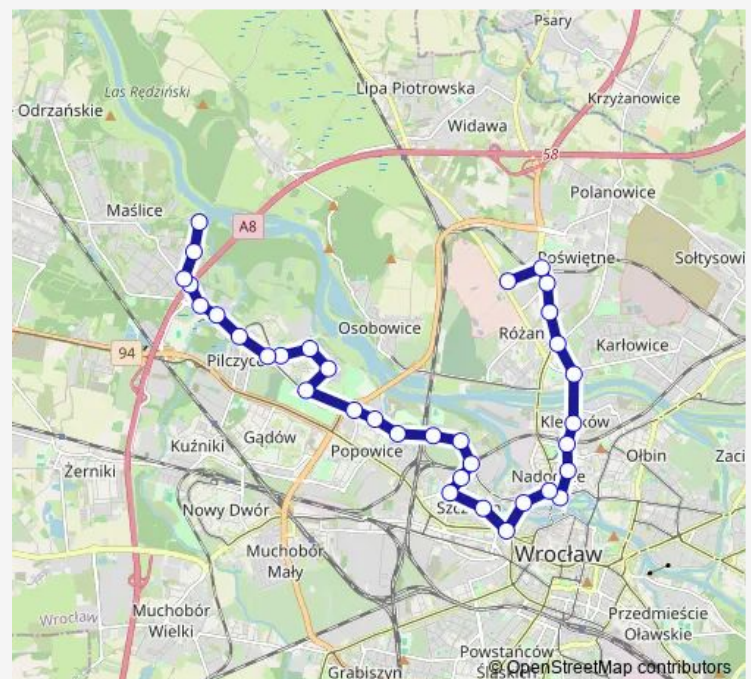 Psary
Las Rędziński
Odrzańskie
Lipa Piotrowska
Krzyżanowice
Widawa
58
Polanowice
Maślice
A8
Poświętne
Sołtysowi
Osobowice
Różan
Karłowice
94
Pilczyce
Kleczków
Gądów
Popowice
Kuźniki
Ołbin
Zaci
Żerniki
Nadodrze
Nowy Dwór
Wrocław
Muchobór
Mały
Muchobór
Wielki
Wrocław
Przedmieście
Oławskie
Powstańców
Śląskich
Grabiszyn
© OpenStreetMap contributors